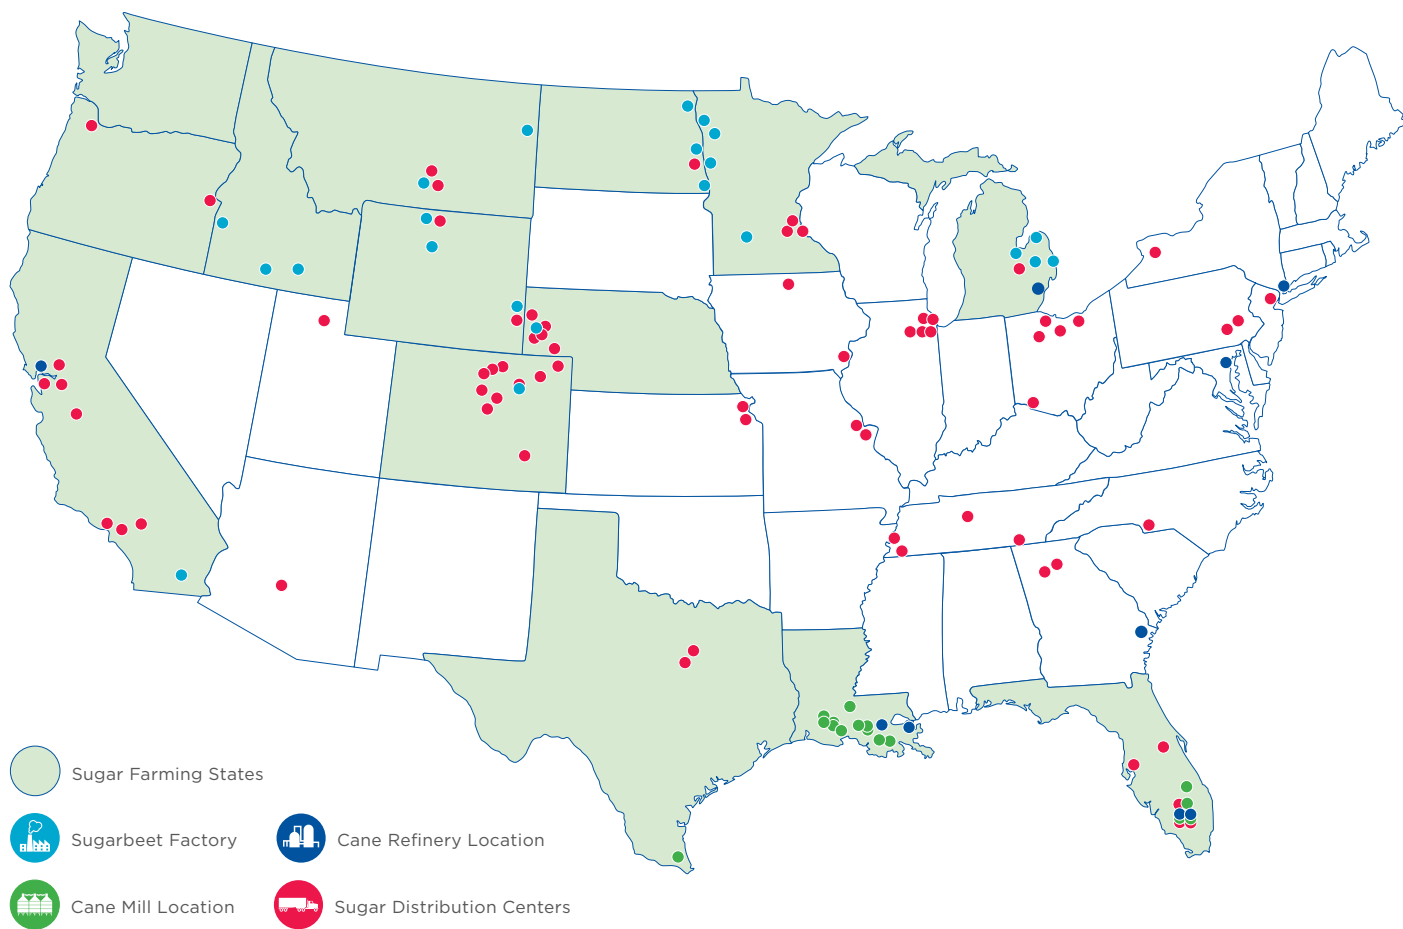 Sugar Farming States
Sugarbeet Factory
Cane Refinery Location
Cane Mill Location
Sugar Distribution Centers